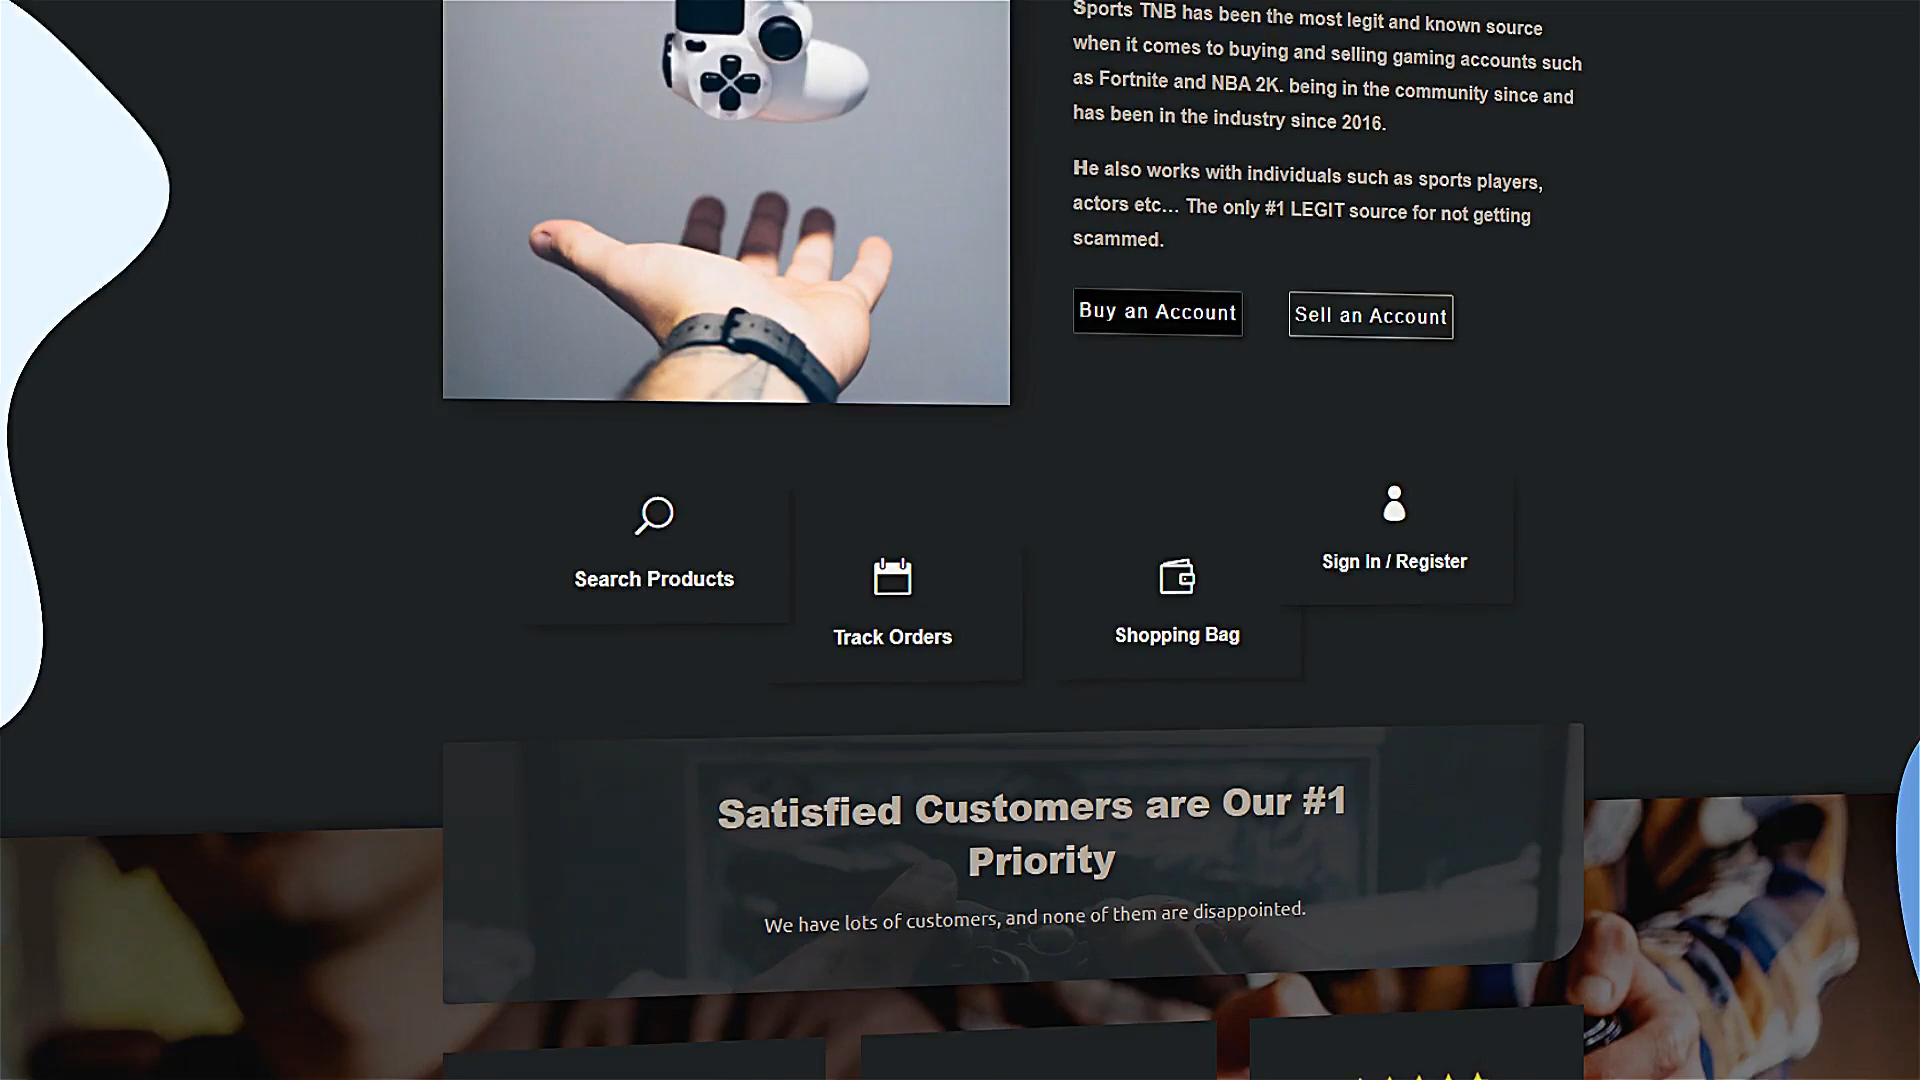 Sports TNB has been the most legit and known source
when it comes to buying and selling gaming accounts such
as Fortnite and NBA 2K. being in the community since and
has been in the industry since 2016.
He also works with individuals such as sports players,
actors etc... The only #1 LEGIT source for not getting
scammed.
Buy an Account
Sell an Account
Search Products
Track Orders
Shopping Bag
Sign In / Register
Satisfied Customers are Our #1
Priority
We have lots of customers, and none of them are disappointed.